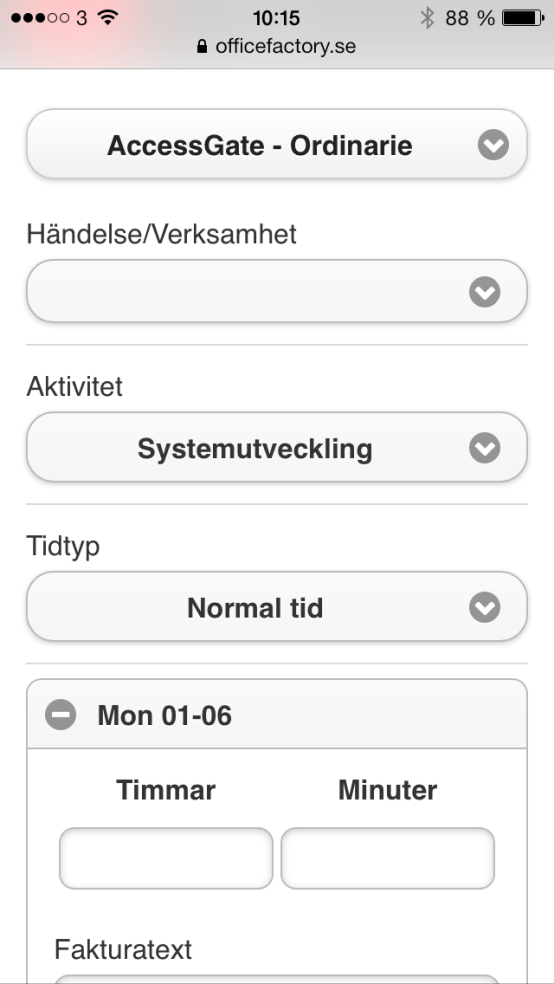 3 10:15 88 %
officefactory.se
AccessGate - Ordinarie
Händelse/Verksamhet
Aktivitet
Systemutveckling
Tidtyp
Normal tid
Mon 01-06
Timmar Minuter
Fakturatext